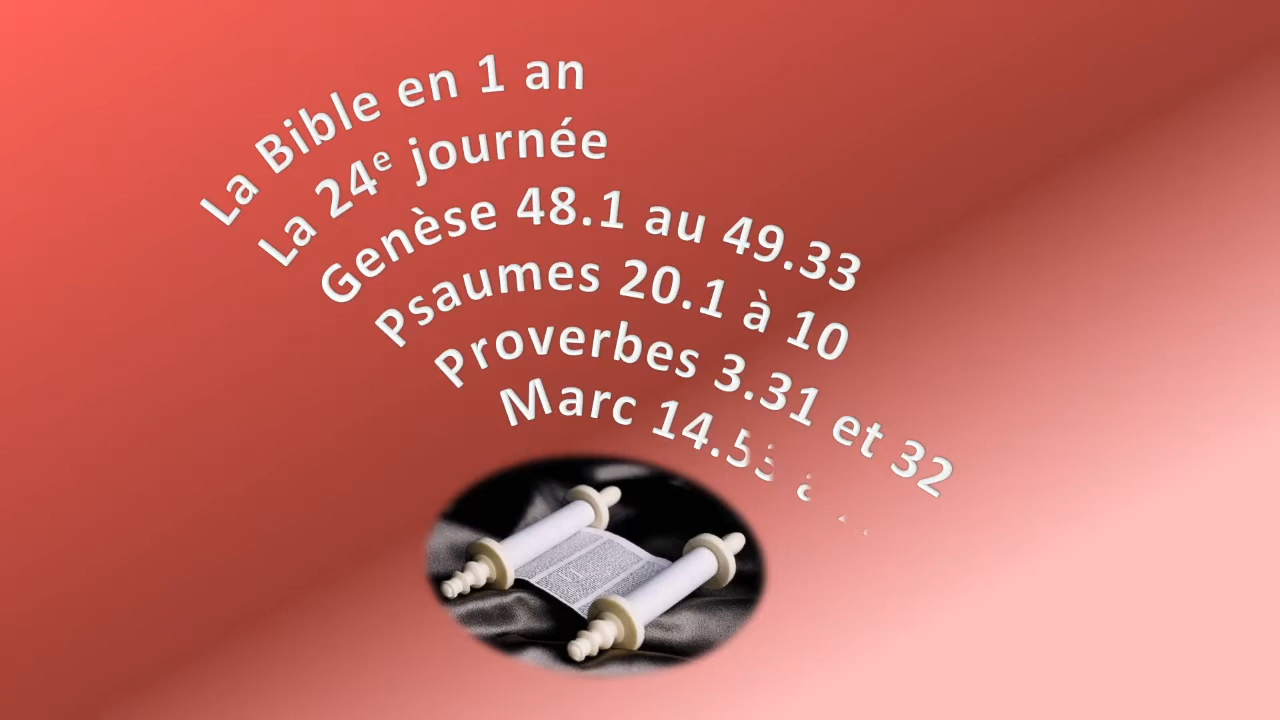 La Bible en 1 an
La 24e journée
Genèse 48.1 au 49.33
Psaumes 20.1 à 10
Proverbes 3.31 et 32
Marc